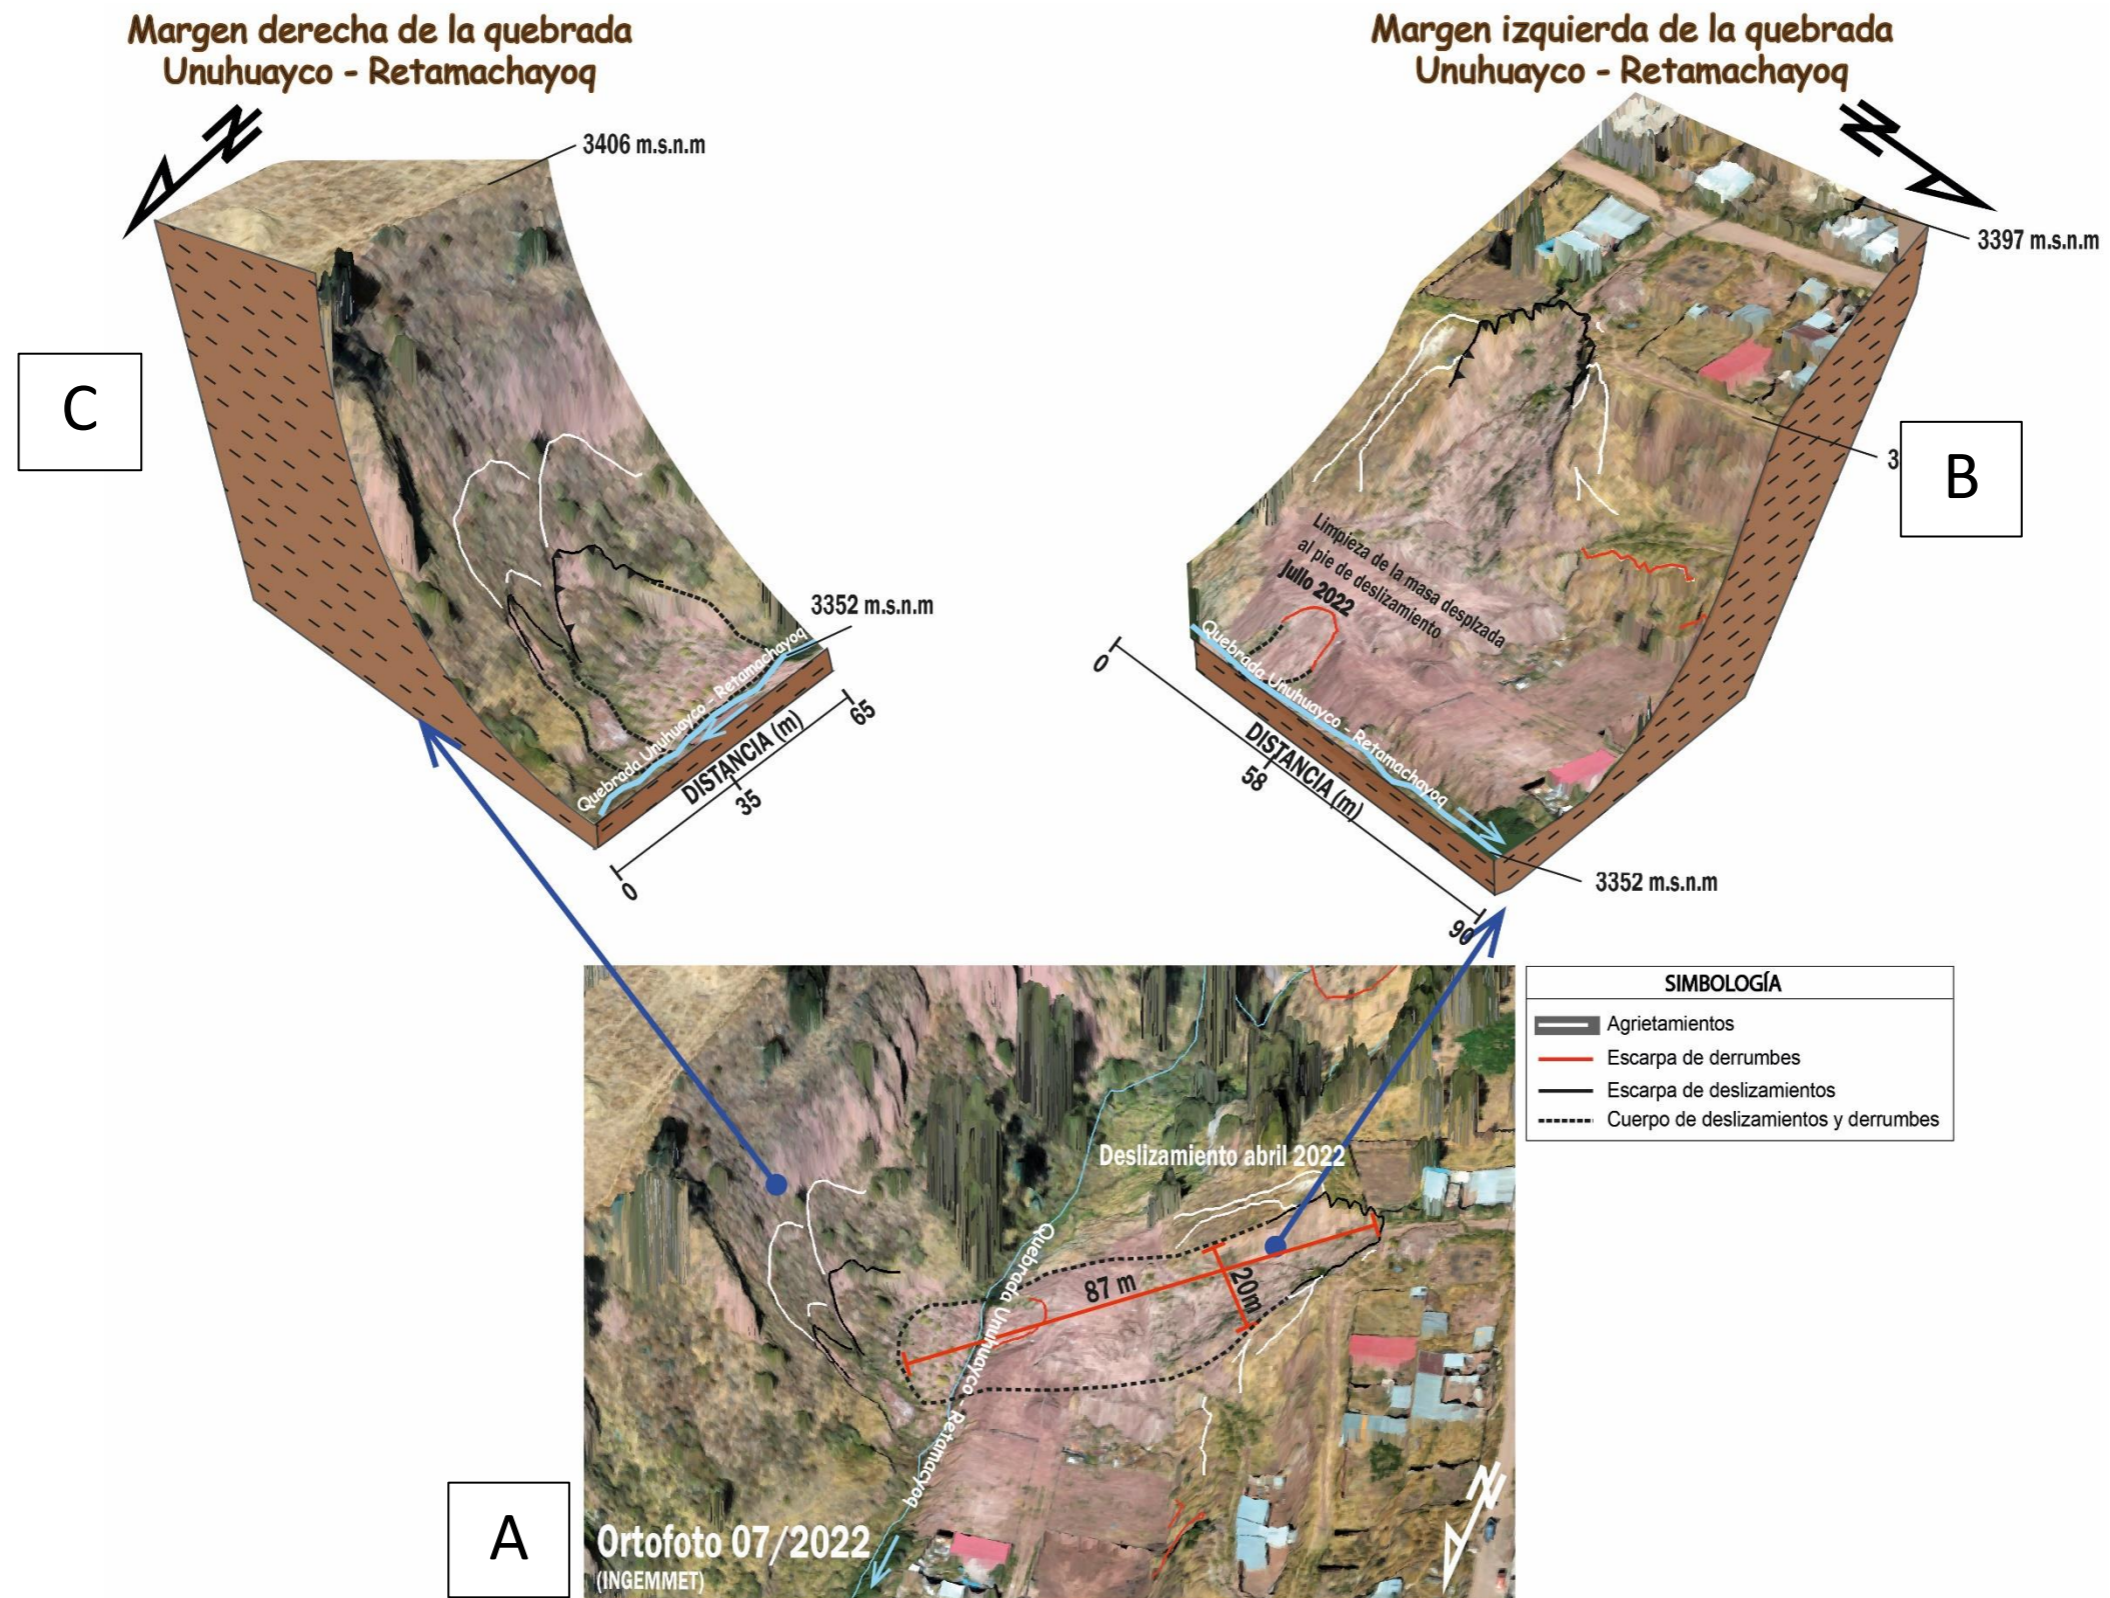 Margen derecha de la quebrada
Unuhuayco - Retamachayoq
N
3406 m.s.n.m
C
3352 m.s.n.m
Quebrada Unuhuayco - Retamachayoq
0
35
65
DISTANCIA (m)
Margen izquierda de la quebrada
Unuhuayco - Retamachayoq
N
3397 m.s.n.m
3
B
Limpieza de la masa desplzada
al pie de deslizamiento
Julio 2022
Quebrada Unuhuayco - Retamachayoq
0
58
90
DISTANCIA (m)
3352 m.s.n.m
SIMBOLOGÍA
Agrietamientos
Escarpa de derrumbes
Escarpa de deslizamientos
Cuerpo de deslizamientos y derrumbes
Deslizamiento abril 2022
87 m
20m
Quebrada Unuhuayco - Retamacyoq
N
A
Ortofoto 07/2022
(INGEMMET)